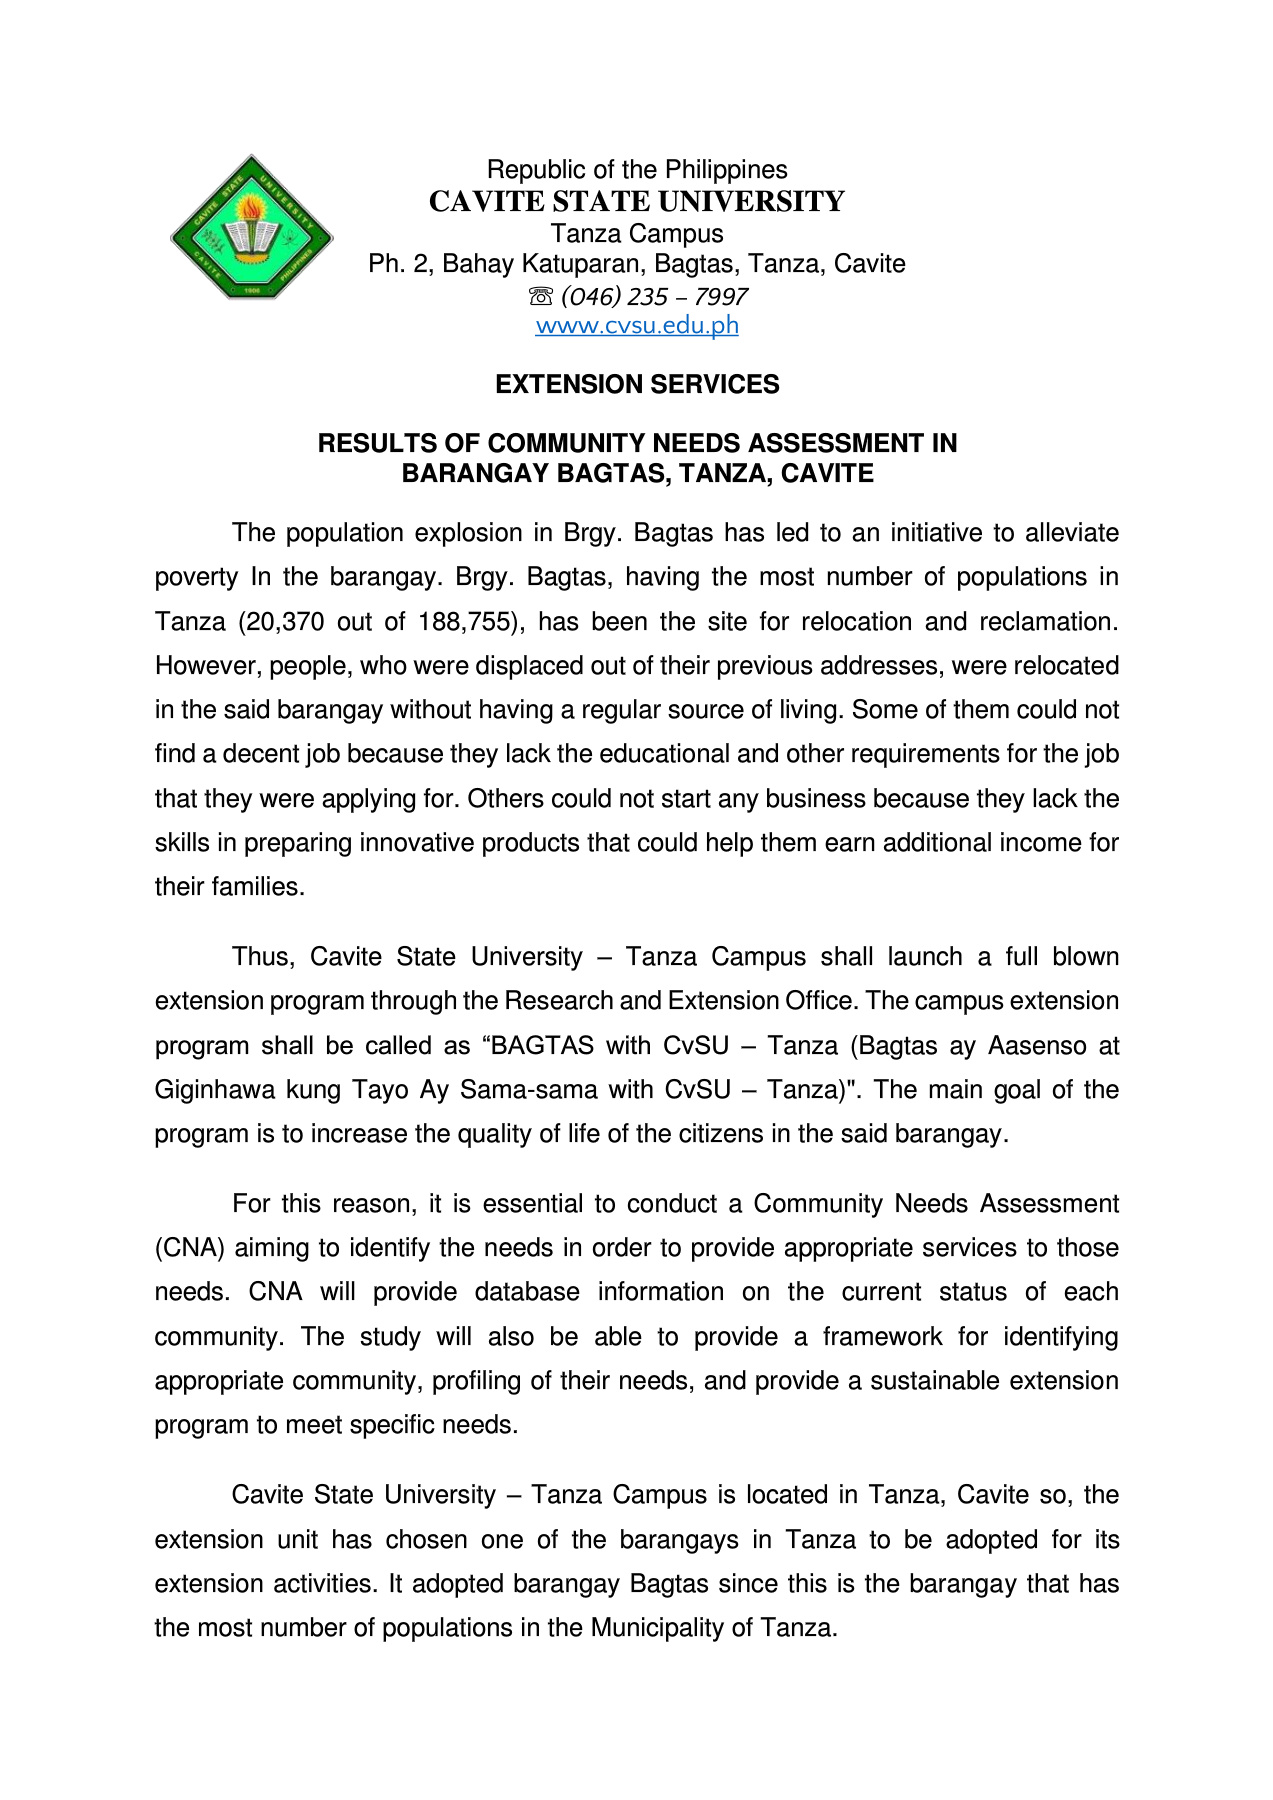 CAVITE STATE UNIVERSITY
CAVITE PHILIPPINES
1906
Republic of the Philippines
CAVITE STATE UNIVERSITY
Tanza Campus
Ph. 2, Bahay Katuparan, Bagtas, Tanza, Cavite
☏ (046) 235 – 7997
www.cvsu.edu.ph
EXTENSION SERVICES
RESULTS OF COMMUNITY NEEDS ASSESSMENT IN
BARANGAY BAGTAS, TANZA, CAVITE
The population explosion in Brgy. Bagtas has led to an initiative to alleviate
poverty In the barangay. Brgy. Bagtas, having the most number of populations in
Tanza (20,370 out of 188,755), has been the site for relocation and reclamation.
However, people, who were displaced out of their previous addresses, were relocated
in the said barangay without having a regular source of living. Some of them could not
find a decent job because they lack the educational and other requirements for the job
that they were applying for. Others could not start any business because they lack the
skills in preparing innovative products that could help them earn additional income for
their families.
Thus, Cavite State University – Tanza Campus shall launch a full blown
extension program through the Research and Extension Office. The campus extension
program shall be called as “BAGTAS with CvSU – Tanza (Bagtas ay Aasenso at
Giginhawa kung Tayo Ay Sama-sama with CvSU – Tanza)". The main goal of the
program is to increase the quality of life of the citizens in the said barangay.
For this reason, it is essential to conduct a Community Needs Assessment
(CNA) aiming to identify the needs in order to provide appropriate services to those
needs. CNA will provide database information on the current status of each
community. The study will also be able to provide a framework for identifying
appropriate community, profiling of their needs, and provide a sustainable extension
program to meet specific needs.
Cavite State University – Tanza Campus is located in Tanza, Cavite so, the
extension unit has chosen one of the barangays in Tanza to be adopted for its
extension activities. It adopted barangay Bagtas since this is the barangay that has
the most number of populations in the Municipality of Tanza.